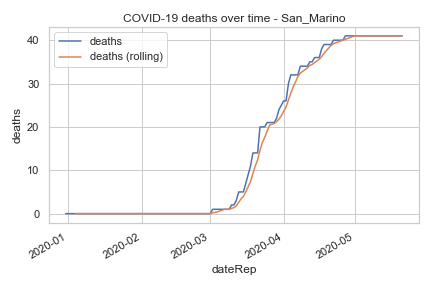 COVID-19 deaths over time - San_Marino
deaths
deaths (rolling)
deaths
40
30
20
10
0
2020-01
2020-02
2020-03
2020-04
2020-05
dateRep